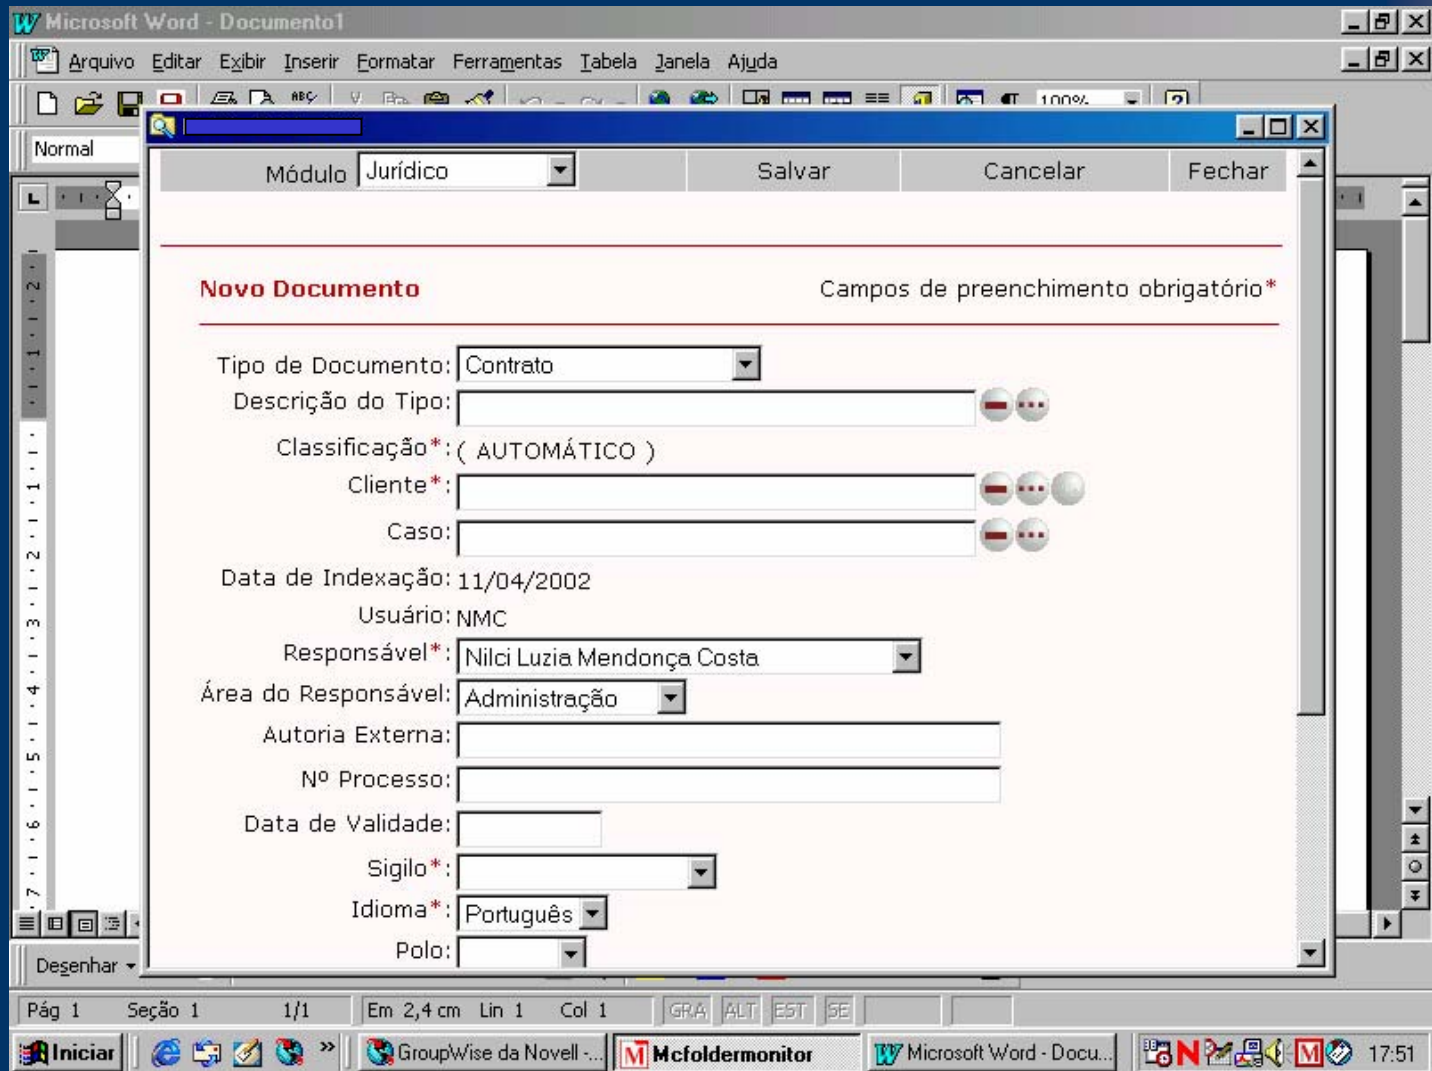 Microsoft Word - Documento1
Arquivo Editar Exibir Inserir Formatar Ferramentas Tabela Janela Ajuda
ABC
100%
Normal
Módulo Jurídico Salvar Cancelar Fechar
Novo Documento Campos de preenchimento obrigatório*
Tipo de Documento: Contrato
Descrição do Tipo:
Classificação*: ( AUTOMÁTICO )
Cliente*:
Caso:
Data de Indexação: 11/04/2002
Usuário: NMC
Responsável*: Nilci Luzia Mendonça Costa
Área do Responsável: Administração
Autoria Externa:
Nº Processo:
Data de Validade:
Sigilo*:
Idioma*: Português
Polo:
Desenhar
Pág 1 Seção 1 1/1 Em 2,4 cm Lin 1 Col 1 GRA ALT EST SE
Iniciar » GroupWise da Novell -... Mcfoldermonitor Microsoft Word - Docu... 17:51